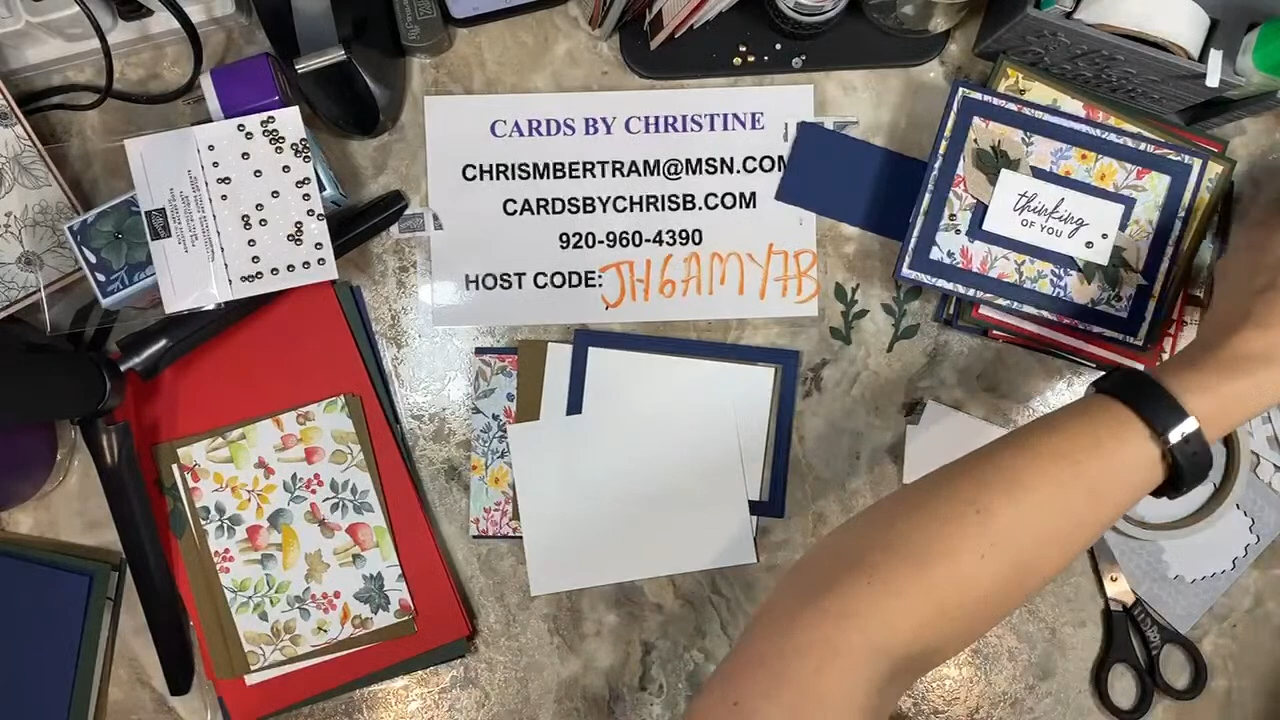 CARDS BY CHRISTINE
CHRISMBERTRAM@MSN.COM
CARDSBYCHRISB.COM
920-960-4390
HOST CODE: JH6AMY7B
thinking
OF YOU